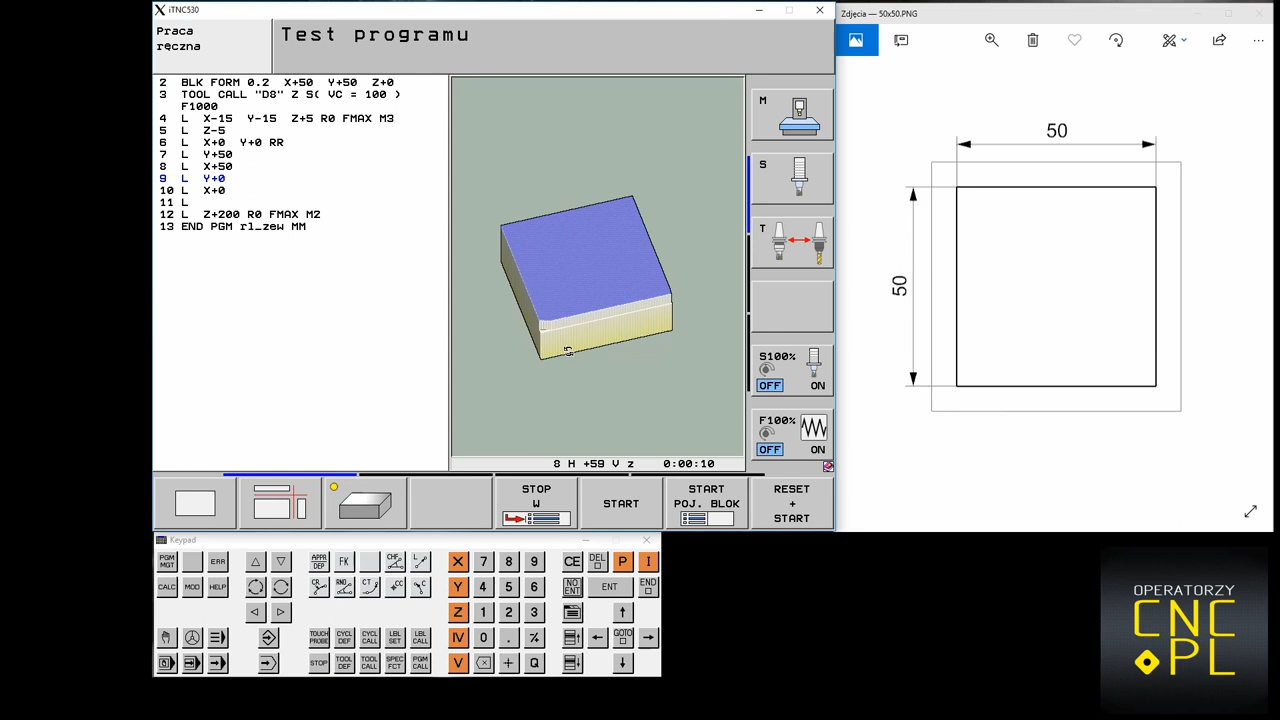 iTNC530
Praca
ręczna
Test programu
2 BLK FORM 0.2 X+50 Y+50 Z+0
3 TOOL CALL "D8" Z S( VC = 100 )
F1000
4 L X-15 Y-15 Z+5 R0 FMAX M3
5 L Z-5
6 L X+0 Y+0 RR
7 L Y+50
8 L X+50
9 L Y+0
10 L X+0
11 L
12 L Z+200 R0 FMAX M2
13 END PGM rl_zew MM
M
S
T
S100%
OFF ON
F100%
OFF ON
8 H +59 V z 0:00:10
STOP
W
START
START
POJ. BLOK
RESET
+
START
Zdjęcia — 50x50.PNG
50
50
Keypad
PGM MGT ERR APPR DEP FK CHF L X 7 8 9 CE DEL P I
CALC MOD HELP CR RND CT CC C Y 4 5 6 NO ENT ENT END
Z 1 2 3
TOUCH PROBE CYCL DEF CYCL CALL LBL SET LBL CALL IV 0 . GOTO
STOP TOOL DEF TOOL CALL SPEC FCT PGM CALL V + Q
OPERATORZY
CNC
PL